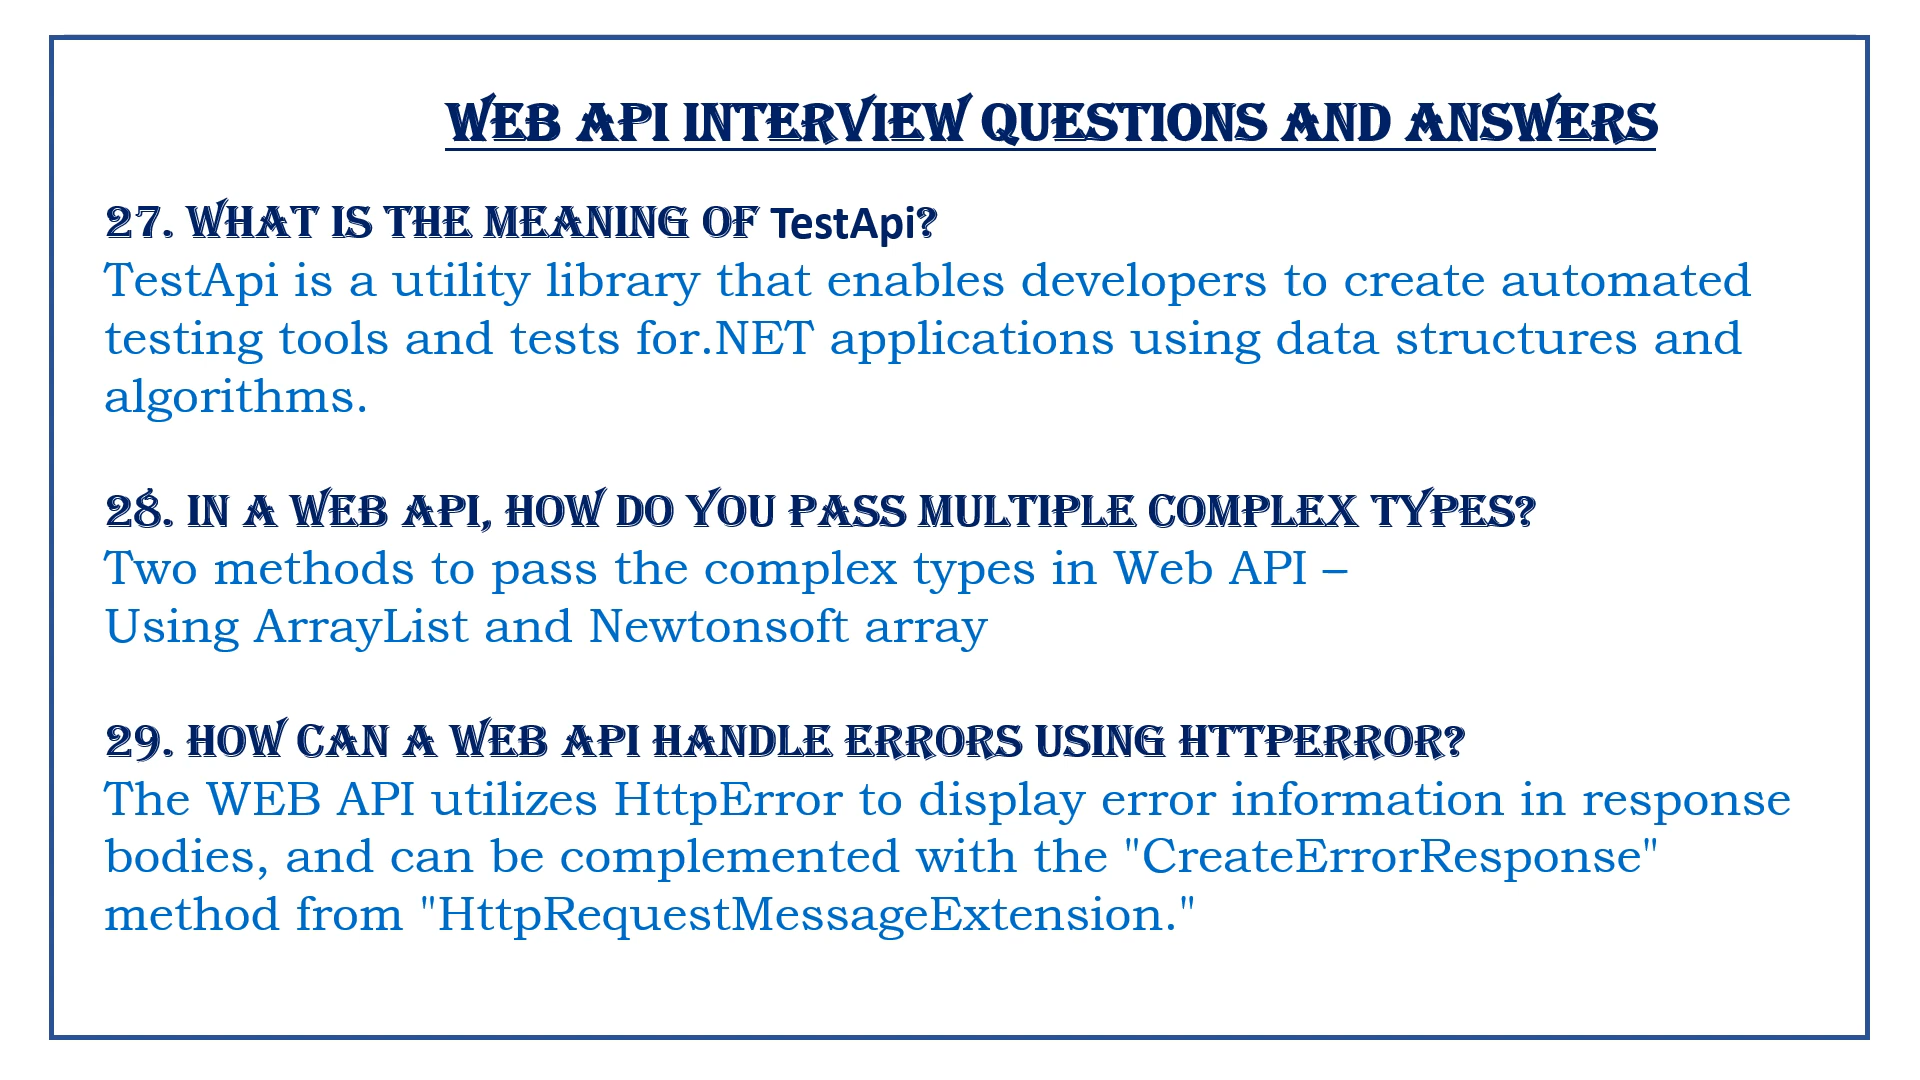 WEB API INTERVIEW QUESTIONS AND ANSWERS
27. WHAT IS THE MEANING OF TestApi?
TestApi is a utility library that enables developers to create automated
testing tools and tests for.NET applications using data structures and
algorithms.
28. IN A WEB API, HOW DO YOU PASS MULTIPLE COMPLEX TYPES?
Two methods to pass the complex types in Web API –
Using ArrayList and Newtonsoft array
29. HOW CAN A WEB API HANDLE ERRORS USING HTTPERROR?
The WEB API utilizes HttpError to display error information in response
bodies, and can be complemented with the "CreateErrorResponse"
method from "HttpRequestMessageExtension."